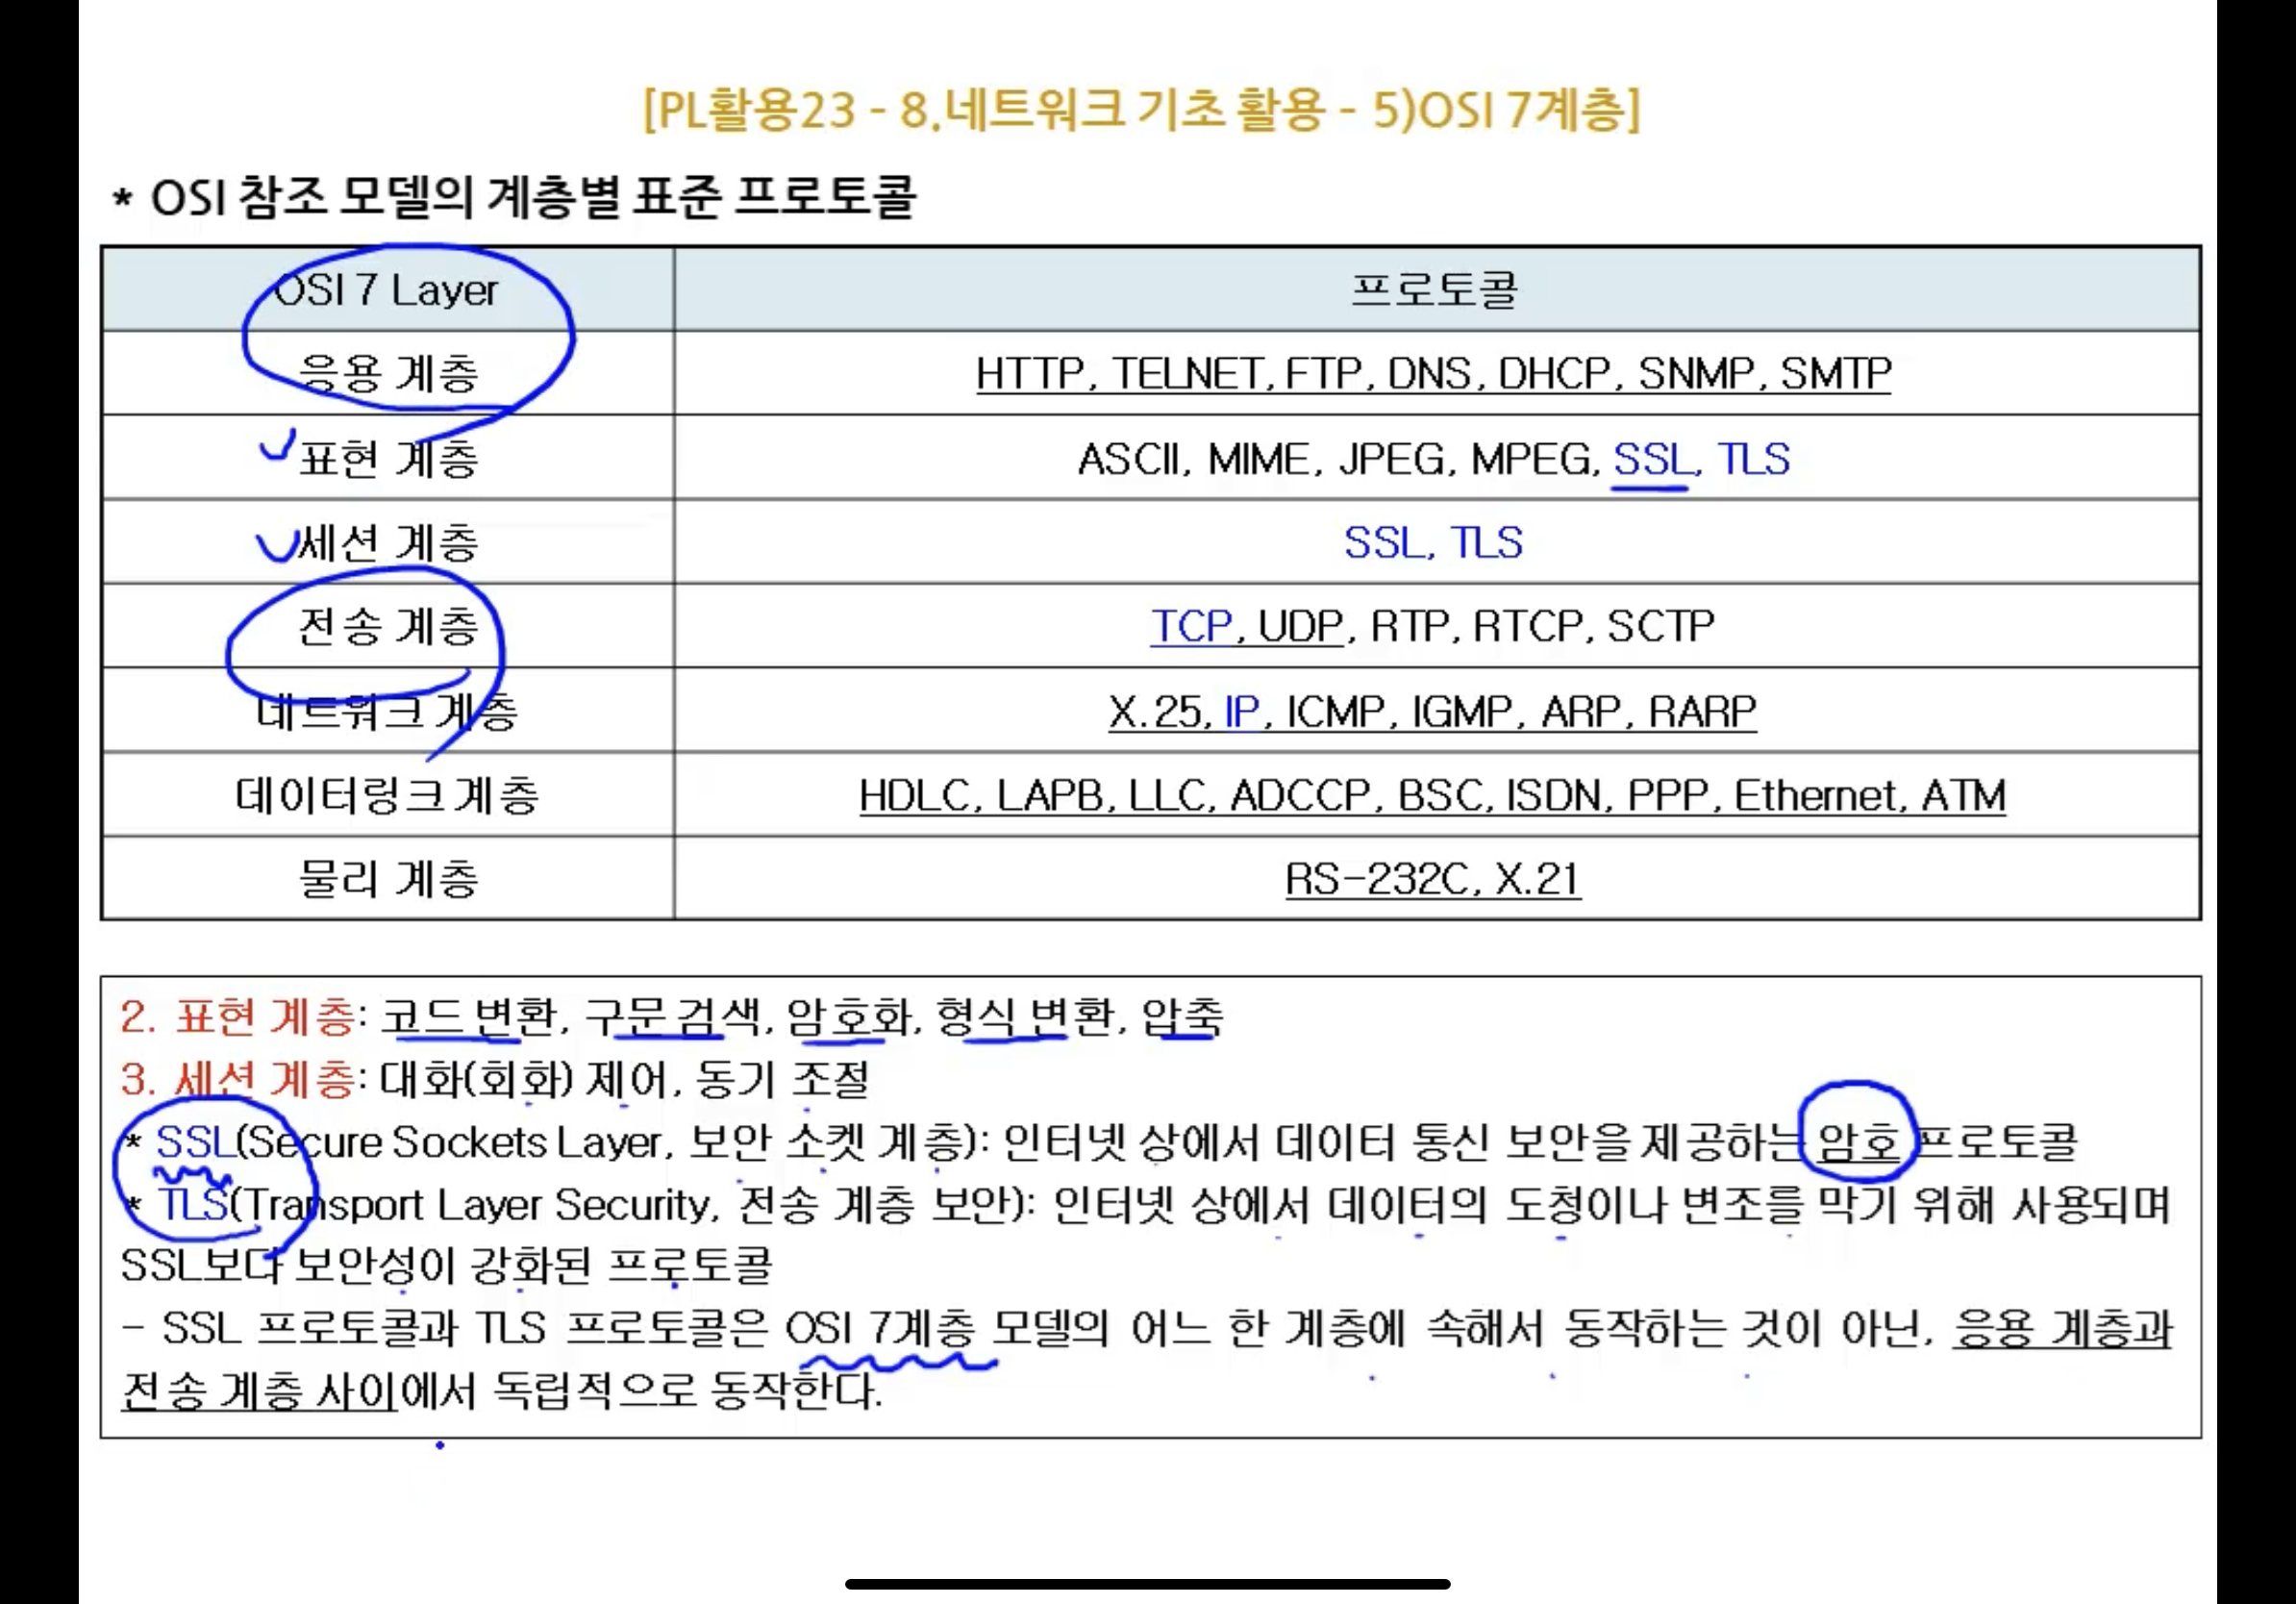 [PL활용23 - 8.네트워크 기초 활용 - 5)OSI 7계층]
* OSI 참조 모델의 계층별 표준 프로토콜
OSI 7 Layer 프로토콜
응용 계층 HTTP, TELNET, FTP, DNS, DHCP, SNMP, SMTP
표현 계층 ASCII, MIME, JPEG, MPEG, SSL, TLS
세션 계층 SSL, TLS
전송 계층 TCP, UDP, RTP, RTCP, SCTP
네트워크 계층 X.25, IP, ICMP, IGMP, ARP, RARP
데이터링크 계층 HDLC, LAPB, LLC, ADCCP, BSC, ISDN, PPP, Ethernet, ATM
물리 계층 RS-232C, X.21
2. 표현 계층: 코드 변환, 구문 검색, 암호화, 형식 변환, 압축
3. 세션 계층: 대화(회화) 제어, 동기 조절
* SSL(Secure Sockets Layer, 보안 소켓 계층): 인터넷 상에서 데이터 통신 보안을 제공하는 암호 프로토콜
* TLS(Transport Layer Security, 전송 계층 보안): 인터넷 상에서 데이터의 도청이나 변조를 막기 위해 사용되며
SSL보다 보안성이 강화된 프로토콜
- SSL 프로토콜과 TLS 프로토콜은 OSI 7계층 모델의 어느 한 계층에 속해서 동작하는 것이 아닌, 응용 계층과
전송 계층 사이에서 독립적으로 동작한다.